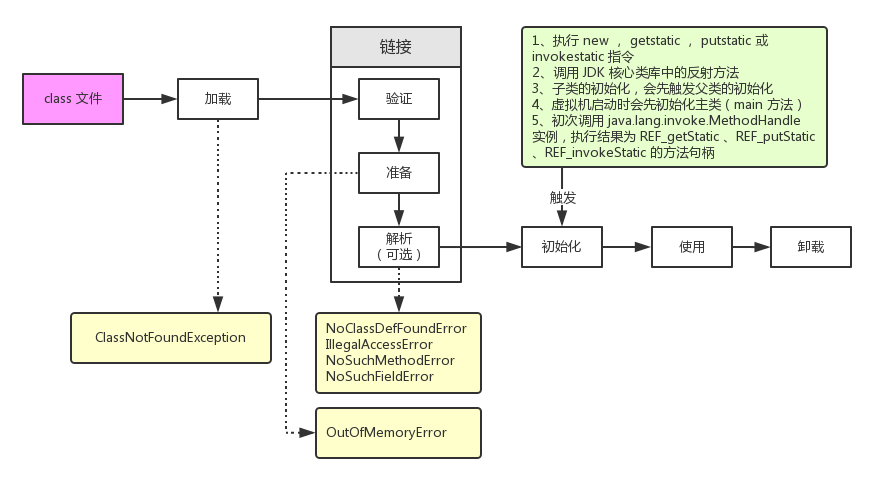 链接
1、执行 new ， getstatic ， putstatic 或
invokestatic 指令
2、调用 JDK 核心类库中的反射方法
3、子类的初始化，会先触发父类的初始化
4、虚拟机启动时会先初始化主类（main 方法）
5、初次调用 java.lang.invoke.MethodHandle
实例，执行结果为 REF_getStatic 、REF_putStatic
、REF_invokeStatic 的方法句柄
class 文件
加载
验证
准备
触发
解析
（可选）
初始化
使用
卸载
ClassNotFoundException
NoClassDefFoundError
IllegalAccessError
NoSuchMethodError
NoSuchFieldError
OutOfMemoryError